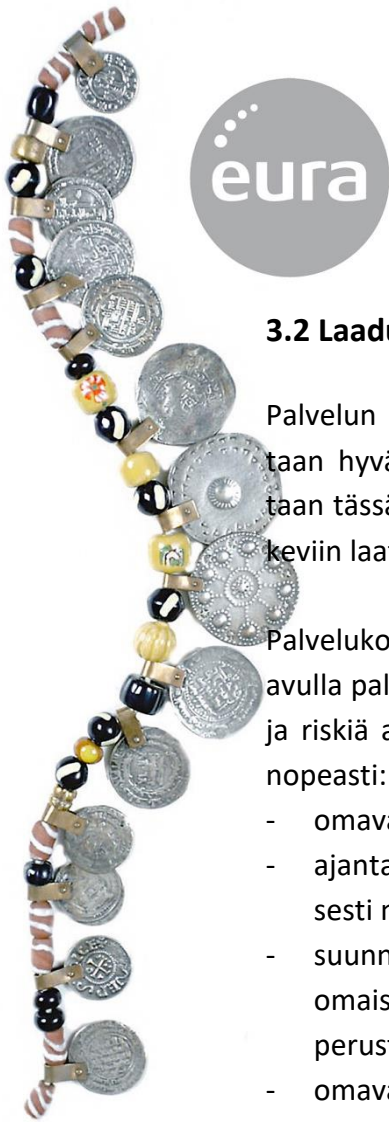 eura
3.2 Laadu
Palvelun
taan hyvä
taan tässä
keviin laat
Palveluko
avulla pal
ja riskiä a
nopeasti:
- omava
- ajanta
sesti r
- suunn
omais
perust
- omava